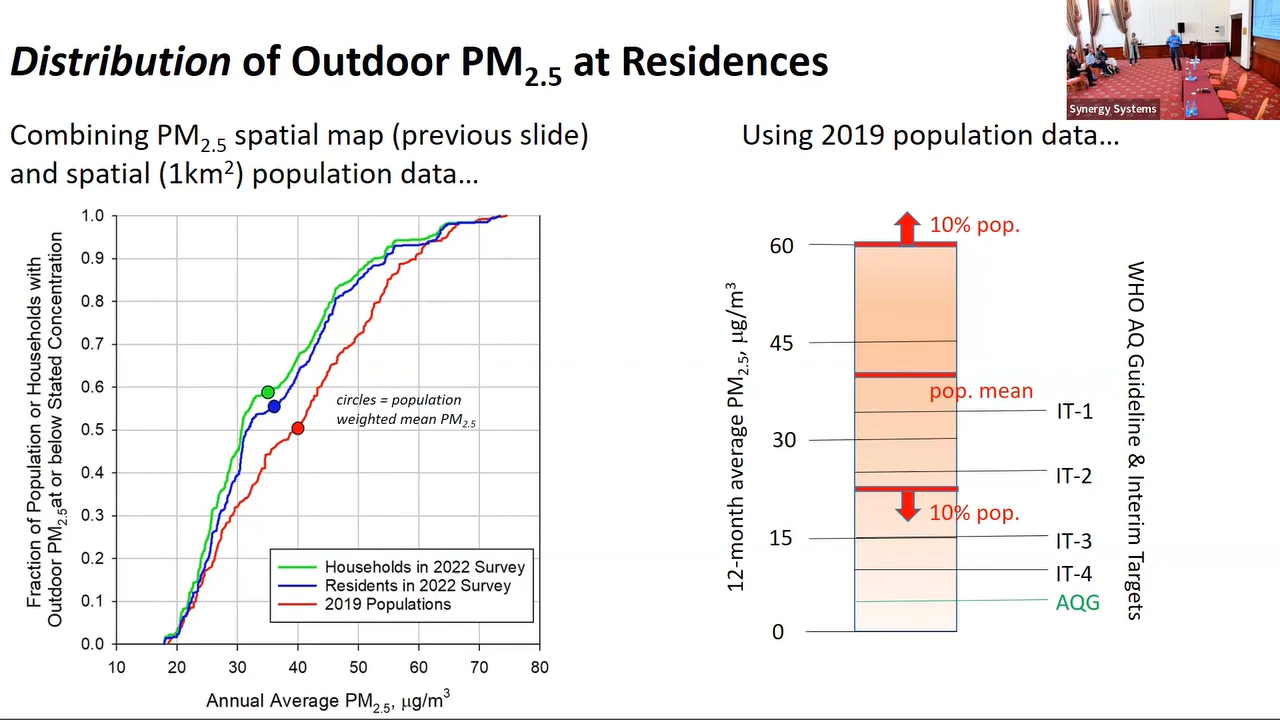 Distribution of Outdoor PM2.5 at Residences
Synergy Systems
Combining PM2.5 spatial map (previous slide)
and spatial (1km2) population data…
Using 2019 population data…
Fraction of Population or Households with
Outdoor PM2.5at or below Stated Concentration
1.0
0.9
0.8
0.7
0.6
0.5
0.4
0.3
0.2
0.1
0.0
circles = population
weighted mean PM2.5
Households in 2022 Survey
Residents in 2022 Survey
2019 Populations
10 20 30 40 50 60 70 80
Annual Average PM2.5, μg/m3
12-month average PM2.5, μg/m3
60
45
30
15
0
10% pop.
pop. mean
10% pop.
IT-1
IT-2
IT-3
IT-4
AQG
WHO AQ Guideline & Interim Targets